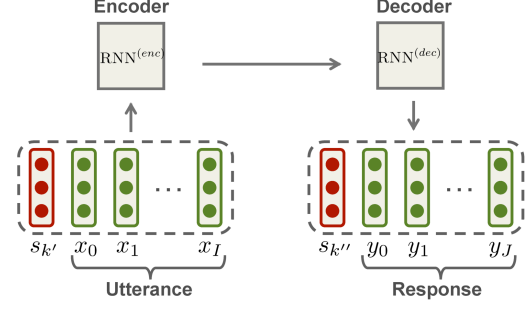 Encoder Decoder
RNN^(enc) RNN^(dec)
... ...
s_k' x_0 x_1 x_I s_k'' y_0 y_1 y_J
Utterance Response